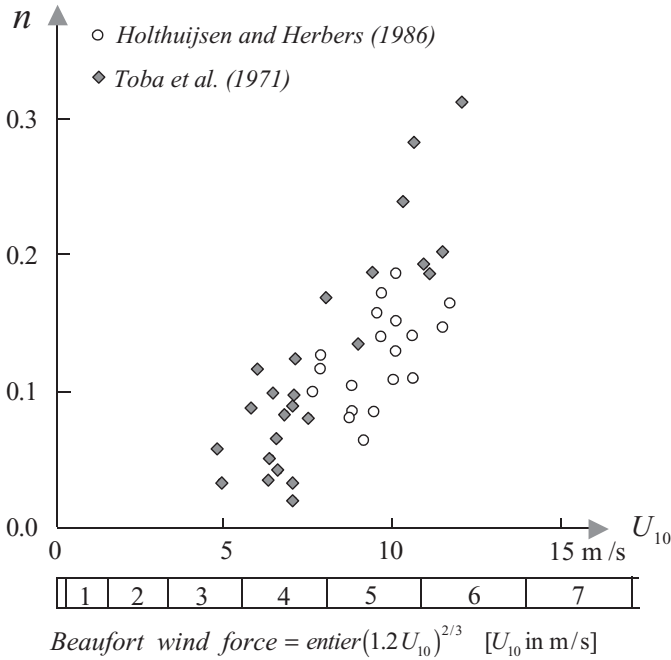 n
Holthuijsen and Herbers (1986)
Toba et al. (1971)
0.3
0.2
0.1
0.0
U₁₀
0 5 10 15 m/s
1 2 3 4 5 6 7
Beaufort wind force = entier(1.2U₁₀)^2/3 [U₁₀ in m/s]